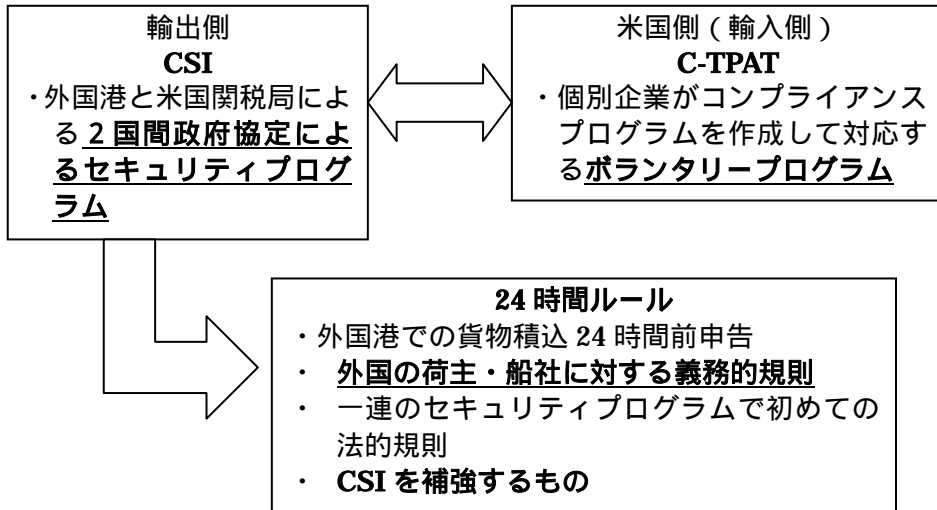 輸出側
CSI
・外国港と米国関税局によ
る２国間政府協定によ
るセキュリティプログ
ラム
米国側（輸入側）
C-TPAT
・個別企業がコンプライアンス
プログラムを作成して対応す
るボランタリープログラム
24 時間ルール
・外国港での貨物積込 24 時間前申告
・ 外国の荷主・船社に対する義務的規則
・ 一連のセキュリティプログラムで初めての
法的規則
・ CSI を補強するもの